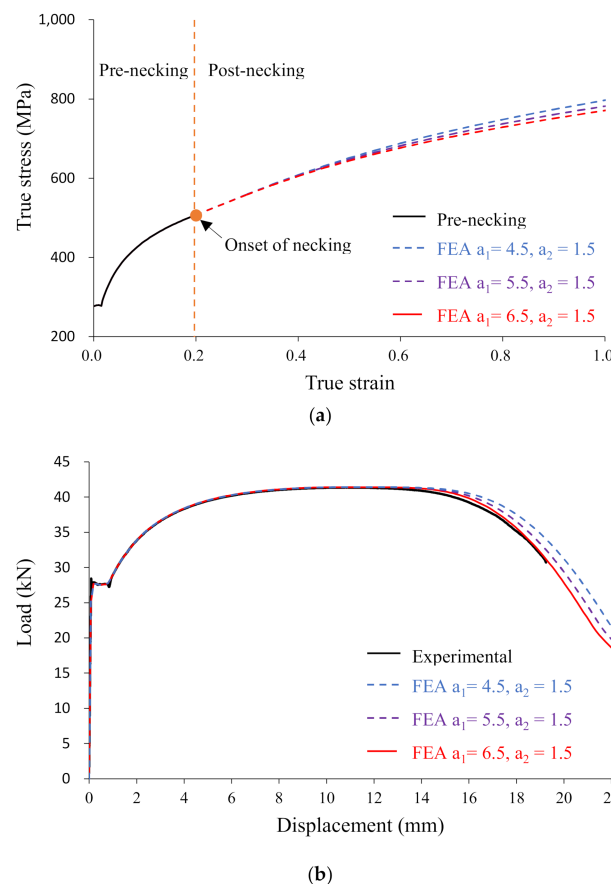 1,000
800
600
400
200
True stress (MPa)
Pre-necking
Post-necking
Onset of necking
Pre-necking
FEA a₁= 4.5, a₂ = 1.5
FEA a₁= 5.5, a₂ = 1.5
FEA a₁= 6.5, a₂ = 1.5
0.0 0.2 0.4 0.6 0.8 1.0
True strain
(a)
45
40
35
30
25
20
15
10
5
0
Load (kN)
Experimental
FEA a₁= 4.5, a₂ = 1.5
FEA a₁= 5.5, a₂ = 1.5
FEA a₁= 6.5, a₂ = 1.5
0 2 4 6 8 10 12 14 16 18 20 22
Displacement (mm)
(b)